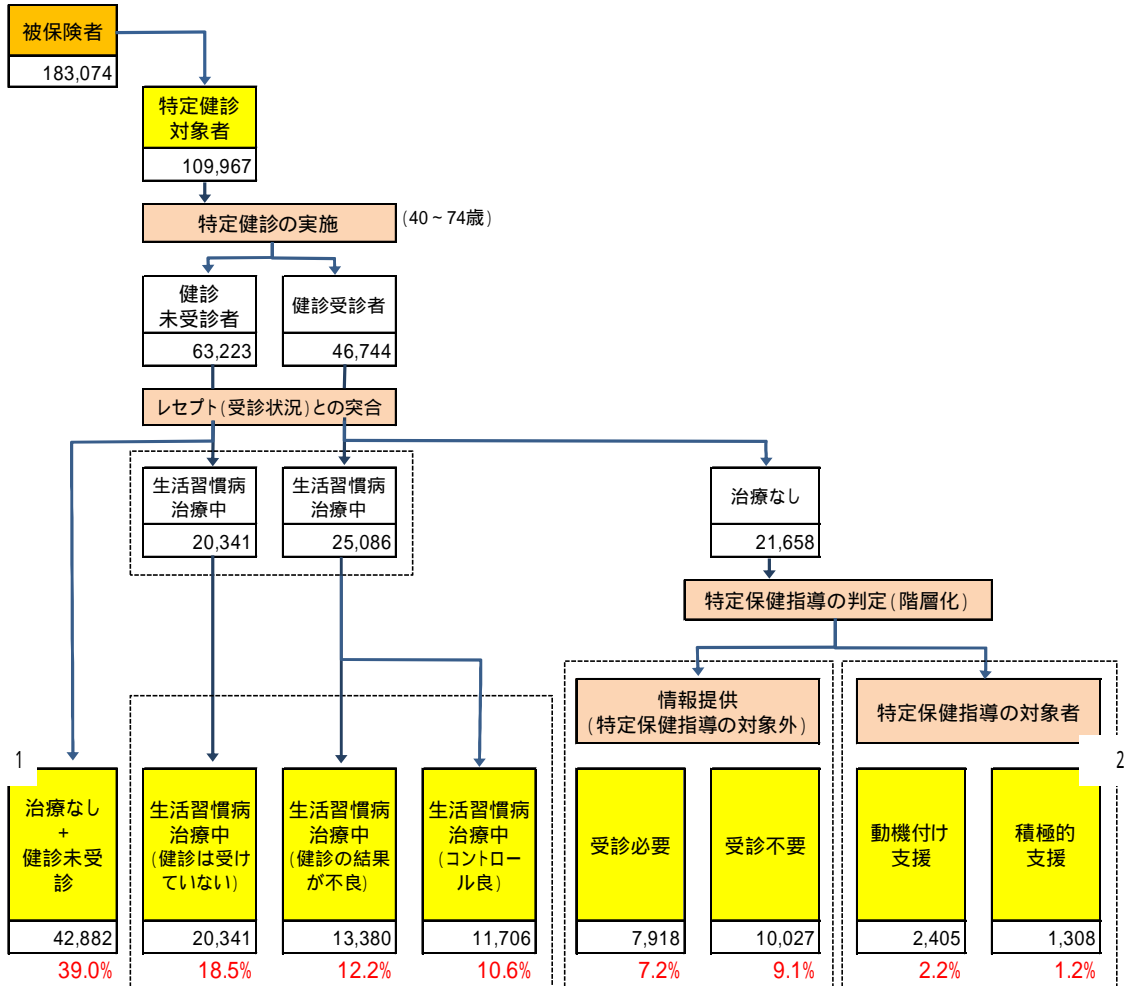 被保険者
183,074
特定健診
対象者
109,967
特定健診の実施
(40~74歳)
健診
未受診者
63,223
健診受診者
46,744
レセプト(受診状況)との突合
生活習慣病
治療中
20,341
生活習慣病
治療中
25,086
治療なし
21,658
特定保健指導の判定(階層化)
情報提供
(特定保健指導の対象外)
特定保健指導の対象者
1
2
治療なし
+
健診未受
診
42,882
39.0%
生活習慣病
治療中
(健診は受け
ていない)
20,341
18.5%
生活習慣病
治療中
(健診の結果
が不良)
13,380
12.2%
生活習慣病
治療中
(コントロー
ル良)
11,706
10.6%
受診必要
7,918
7.2%
受診不要
10,027
9.1%
動機付け
支援
2,405
2.2%
積極的
支援
1,308
1.2%